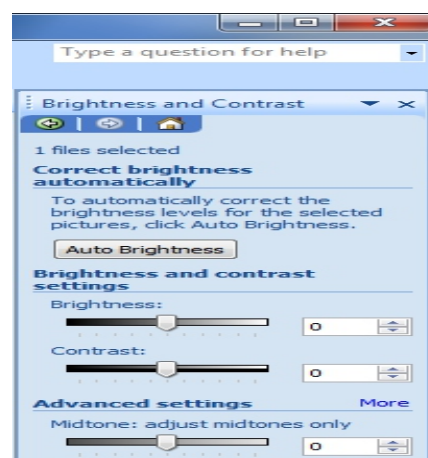 Type a question for help
Brightness and Contrast
1 files selected
Correct brightness
automatically
To automatically correct the
brightness levels for the selected
pictures, click Auto Brightness.
Auto Brightness
Brightness and contrast
settings
Brightness:
0
Contrast:
0
Advanced settings More
Midtone: adjust midtones only
0